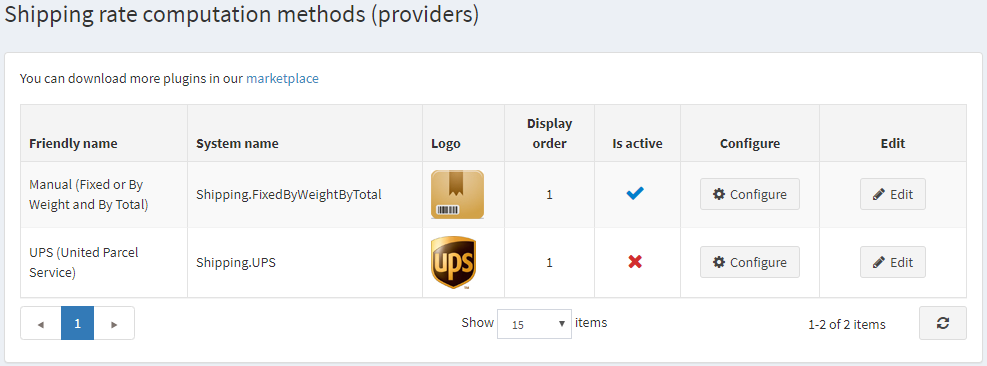 Shipping rate computation methods (providers)
You can download more plugins in our marketplace
Friendly name System name Logo Display order Is active Configure Edit
Manual (Fixed or By Weight and By Total) Shipping.FixedByWeightByTotal 1 Configure Edit
UPS (United Parcel Service) Shipping.UPS ups 1 Configure Edit
1 Show 15 items 1-2 of 2 items